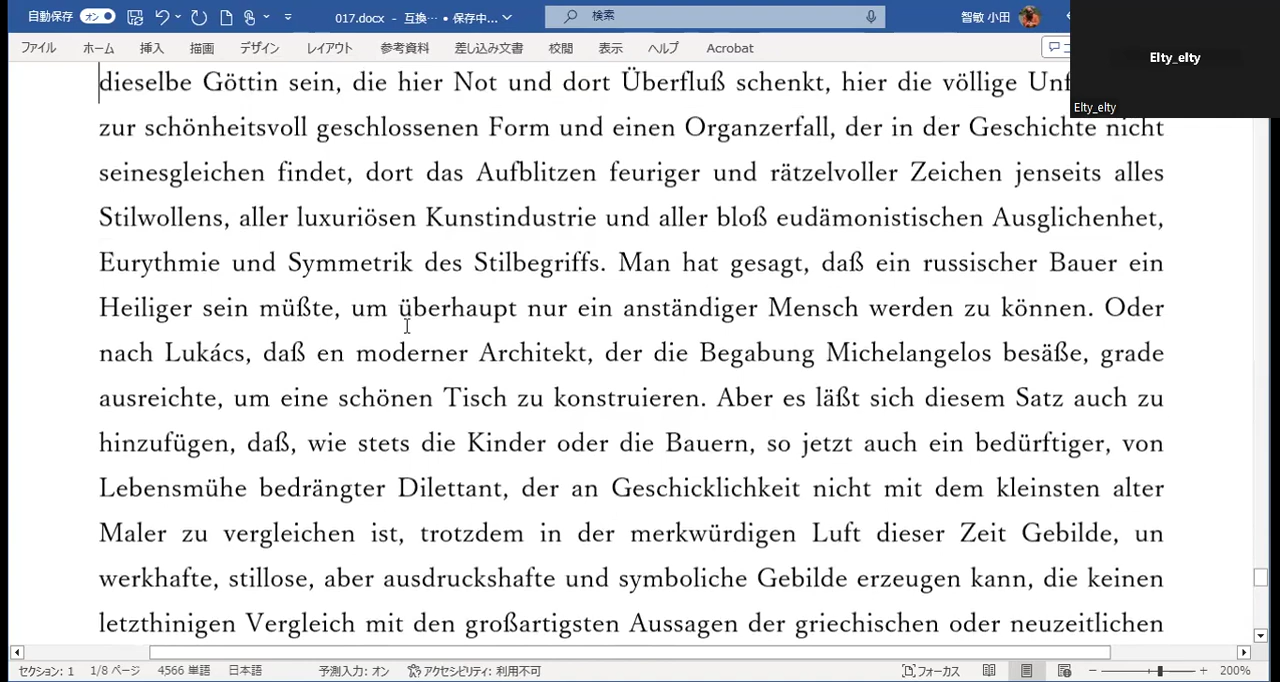 自動保存 オン 017.docx - 互換… • 保存中… 検索 智敏 小田
Elty_elty
Elty_elty
ファイル ホーム 挿入 描画 デザイン レイアウト 参考資料 差し込み文書 校閲 表示 ヘルプ Acrobat
dieselbe Göttin sein, die hier Not und dort Überfluß schenkt, hier die völlige
zur schönheitsvoll geschlossenen Form und einen Organzerfall, der in der Geschichte nicht
seinesgleichen findet, dort das Aufblitzen feuriger und rätzelvoller Zeichen jenseits alles
Stilwollens, aller luxuriösen Kunstindustrie und aller bloß eudämonistischen Ausglichenhet,
Eurythmie und Symmetrik des Stilbegriffs. Man hat gesagt, daß ein russischer Bauer ein
Heiliger sein müßte, um überhaupt nur ein anständiger Mensch werden zu können. Oder
nach Lukács, daß en moderner Architekt, der die Begabung Michelangelos besäße, grade
ausreichte, um eine schönen Tisch zu konstruieren. Aber es läßt sich diesem Satz auch zu
hinzufügen, daß, wie stets die Kinder oder die Bauern, so jetzt auch ein bedürftiger, von
Lebensmühe bedrängter Dilettant, der an Geschicklichkeit nicht mit dem kleinsten alter
Maler zu vergleichen ist, trotzdem in der merkwürdigen Luft dieser Zeit Gebilde, un
werkhafte, stillose, aber ausdruckshafte und symboliche Gebilde erzeugen kann, die keinen
letzthinigen Vergleich mit den großartigsten Aussagen der griechischen oder neuzeitlichen
セクション: 1 1/8 ページ 4566 単語 日本語 予測入力: オン アクセシビリティ: 利用不可 フォーカス 200%